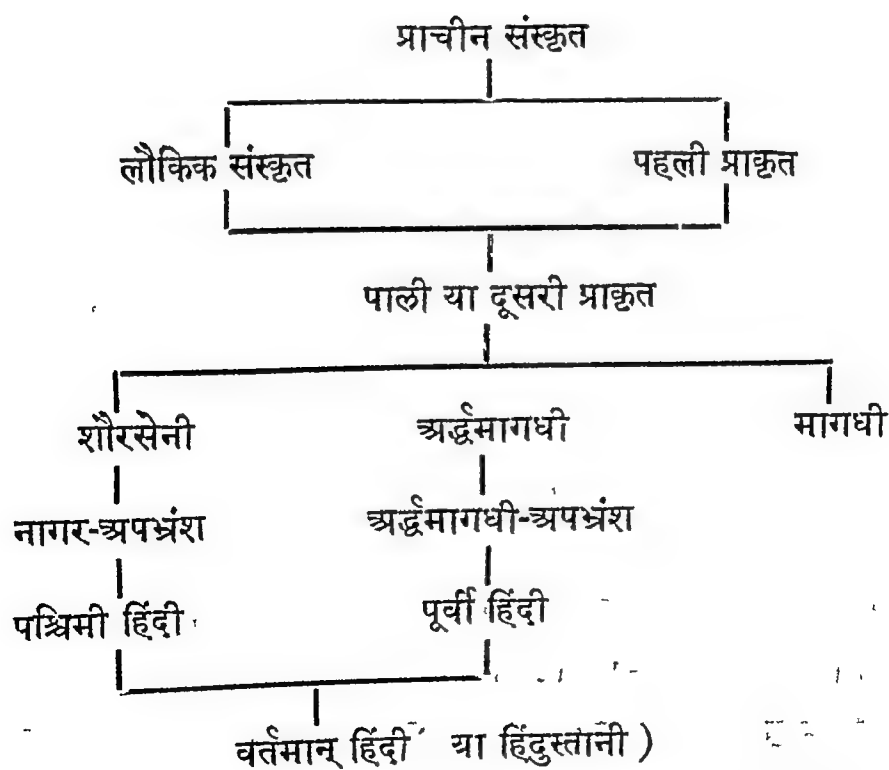 प्राचीन संस्कृत
लौकिक संस्कृत पहली प्राकृत
पाली या दूसरी प्राकृत
शौरसेनी अर्द्धमागधी मागधी
नागर-अपभ्रंश अर्द्धमागधी-अपभ्रंश
पश्चिमी हिंदी पूर्वी हिंदी
वर्तमान् हिंदी या हिंदुस्तानी )